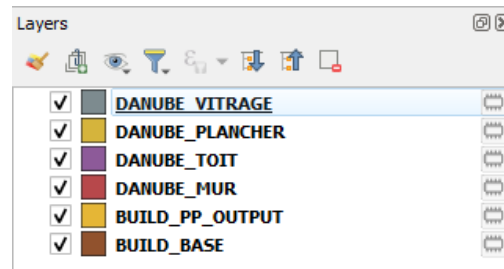 Layers
DANUBE_VITRAGE
DANUBE_PLANCHER
DANUBE_TOIT
DANUBE_MUR
BUILD_PP_OUTPUT
BUILD_BASE